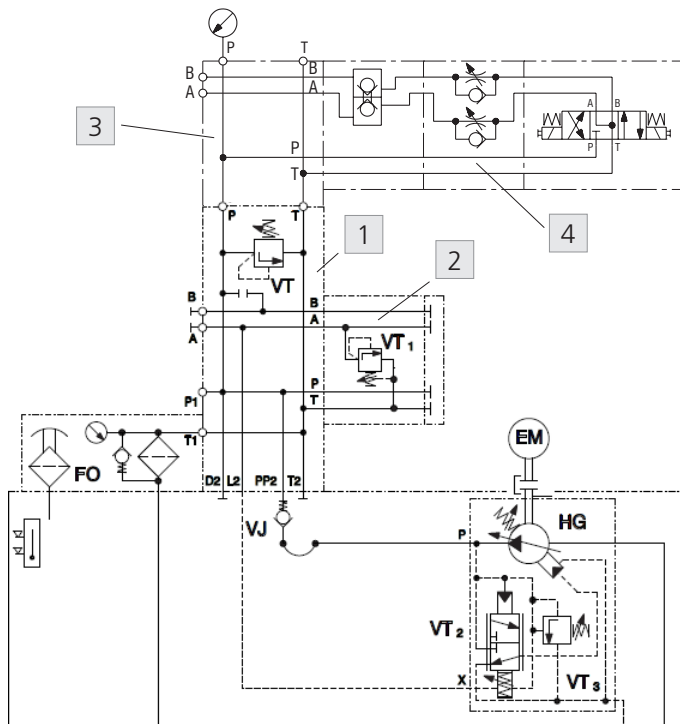 P T
B B
A A
A B
3
P
P T
T
4
P T
1
VT
2
B B
A A
VT1
P1 P
T
T1
EM
FO
D2 L2 PP2 T2
VJ
P HG
VT2
X VT3